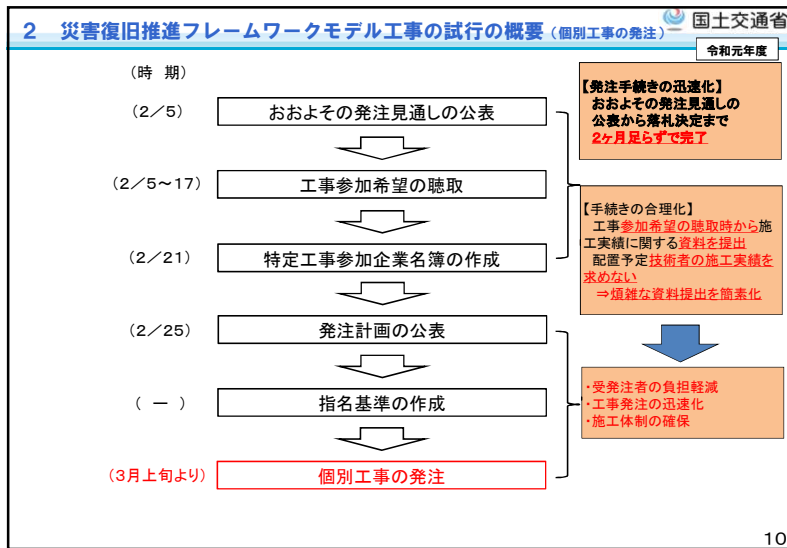 2 災害復旧推進フレームワークモデル工事の試行の概要(個別工事の発注)
国土交通省
令和元年度
(時 期)
(2/5)
おおよその発注見通しの公表
(2/5~17)
工事参加希望の聴取
(2/21)
特定工事参加企業名簿の作成
(2/25)
発注計画の公表
(ー)
指名基準の作成
(3月上旬より)
個別工事の発注
【発注手続きの迅速化】
おおよその発注見通しの
公表から落札決定まで
2ヶ月足らずで完了
【手続きの合理化】
工事参加希望の聴取時から施
工実績に関する資料を提出
配置予定技術者の施工実績を
求めない
⇒煩雑な資料提出を簡素化
・受発注者の負担軽減
・工事発注の迅速化
・施工体制の確保
10